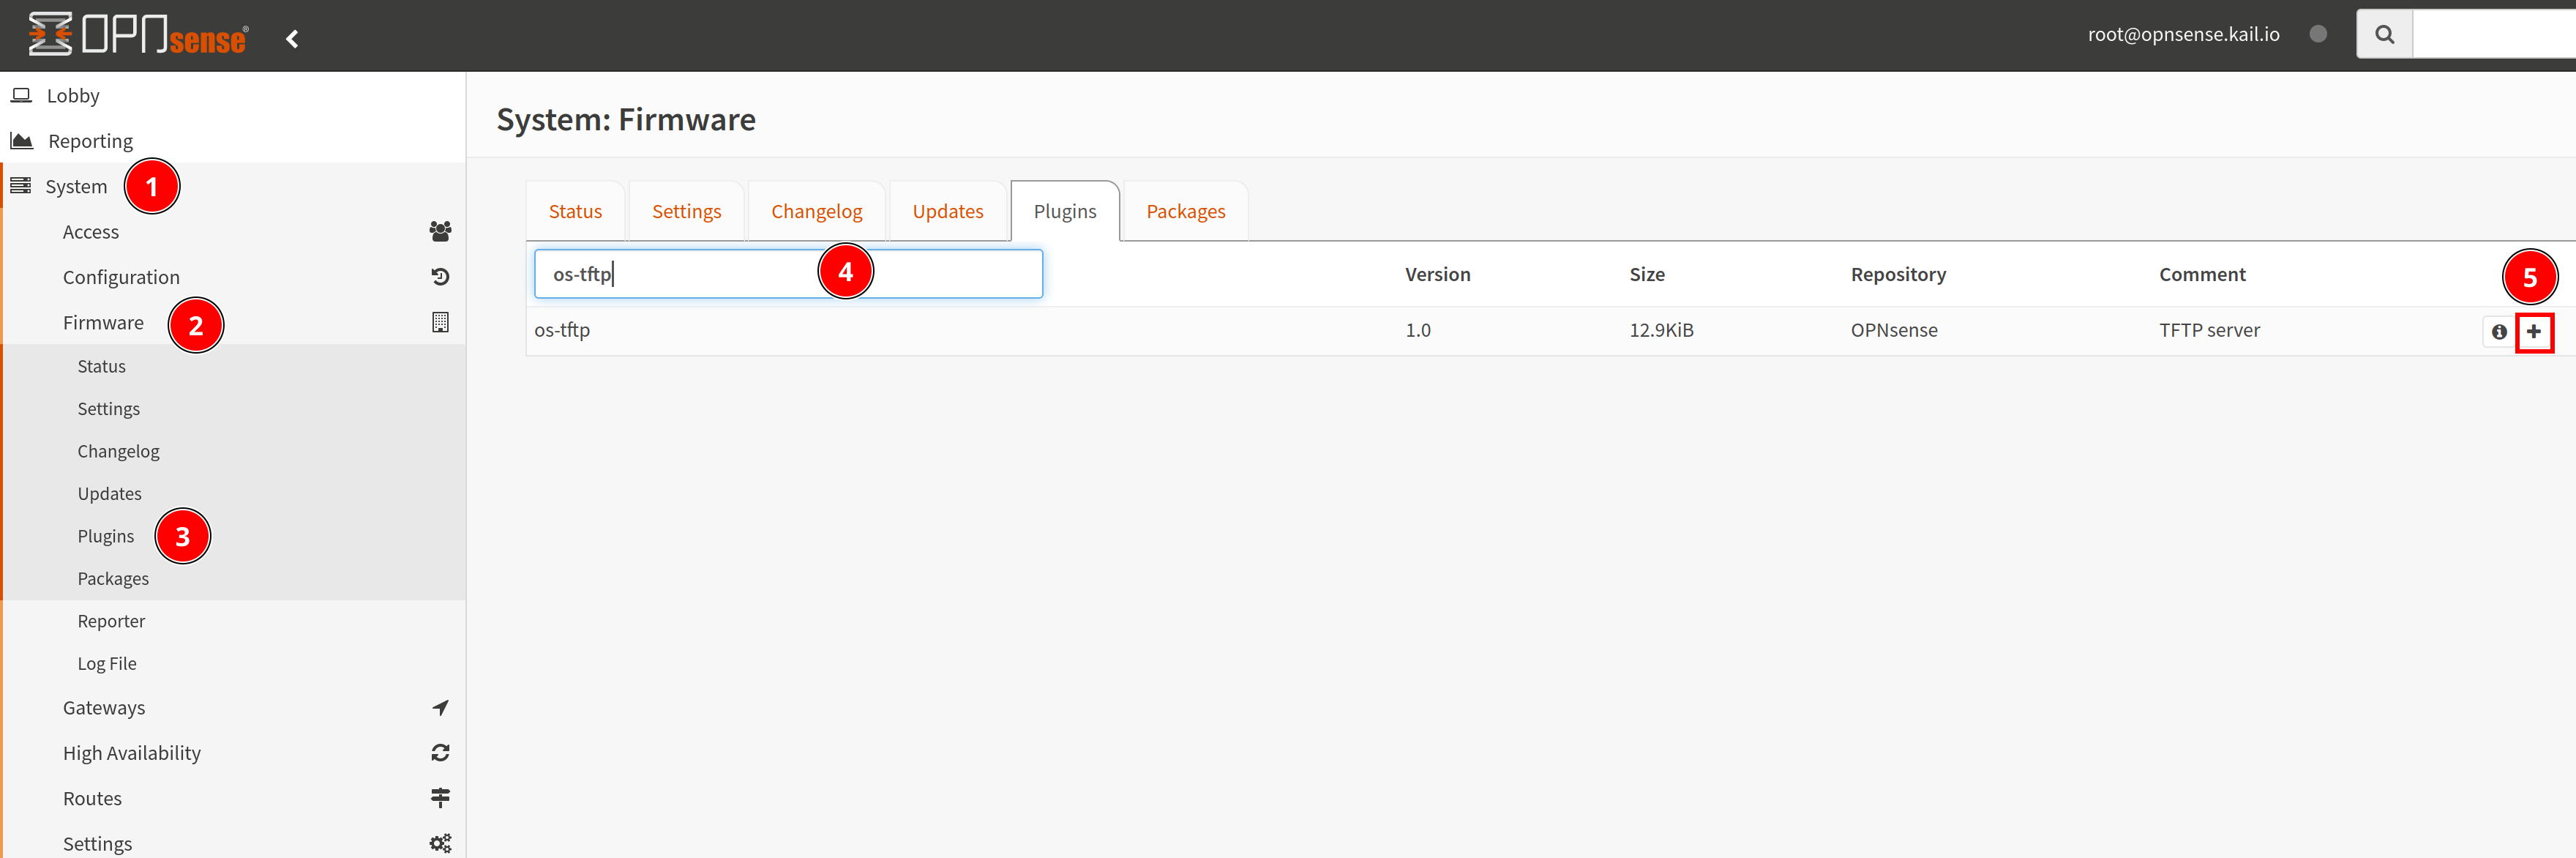 OPNsense®
root@opnsense.kail.io
Lobby
Reporting
System 1
Access
Configuration
Firmware 2
Status
Settings
Changelog
Updates
Plugins 3
Packages
Reporter
Log File
Gateways
High Availability
Routes
Settings
System: Firmware
Status Settings Changelog Updates Plugins Packages
os-tftp 4 Version Size Repository Comment 5
os-tftp 1.0 12.9KiB OPNsense TFTP server